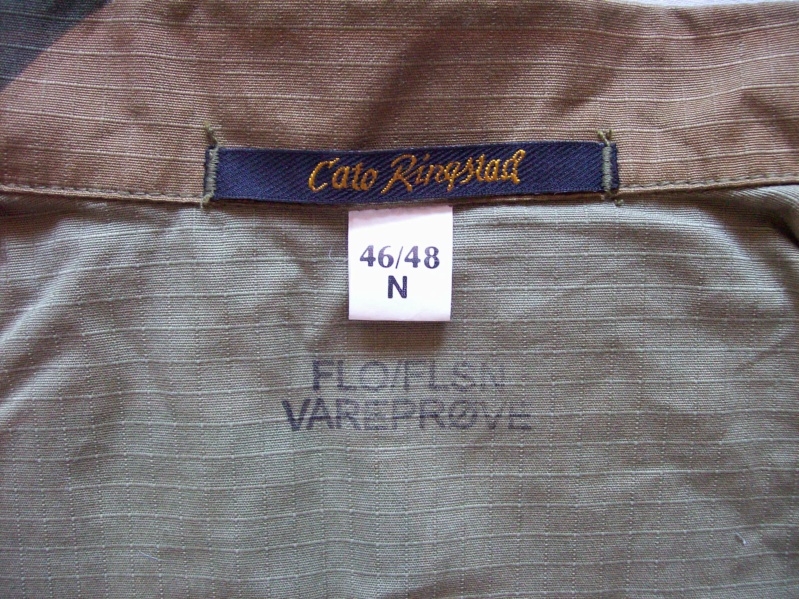 Cato Ringstad
46/48
N
FLO/FLSN
VAREPRØVE